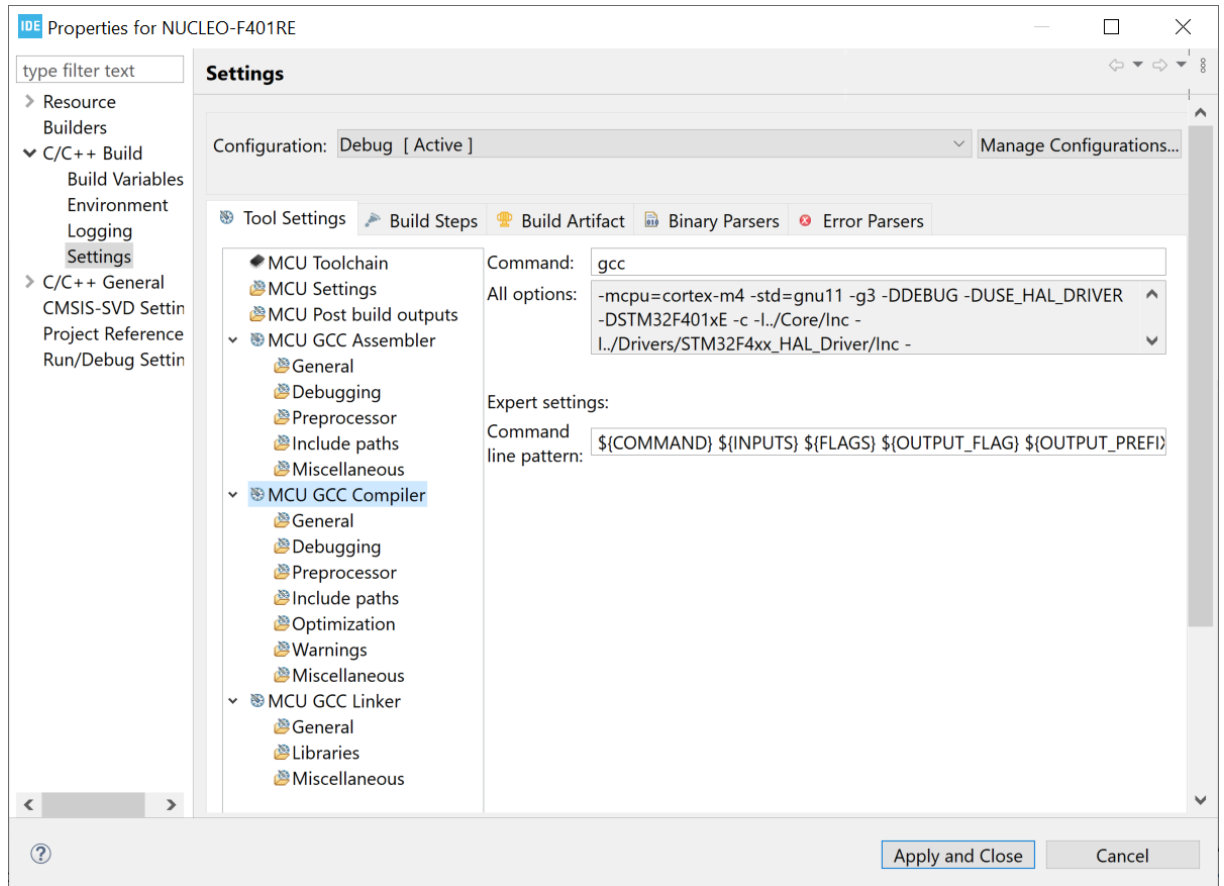 IDE Properties for NUCLEO-F401RE
type filter text
Resource
Builders
C/C++ Build
Build Variables
Environment
Logging
Settings
C/C++ General
CMSIS-SVD Settin
Project Reference
Run/Debug Settin
Settings
Configuration: Debug [ Active ] Manage Configurations...
Tool Settings Build Steps Build Artifact Binary Parsers Error Parsers
MCU Toolchain
MCU Settings
MCU Post build outputs
MCU GCC Assembler
General
Debugging
Preprocessor
Include paths
Miscellaneous
MCU GCC Compiler
General
Debugging
Preprocessor
Include paths
Optimization
Warnings
Miscellaneous
MCU GCC Linker
General
Libraries
Miscellaneous
Command: gcc
All options: -mcpu=cortex-m4 -std=gnu11 -g3 -DDEBUG -DUSE_HAL_DRIVER
-DSTM32F401xE -c -I../Core/Inc -
I../Drivers/STM32F4xx_HAL_Driver/Inc -
Expert settings:
Command
line pattern: ${COMMAND} ${INPUTS} ${FLAGS} ${OUTPUT_FLAG} ${OUTPUT_PREFIX
Apply and Close Cancel